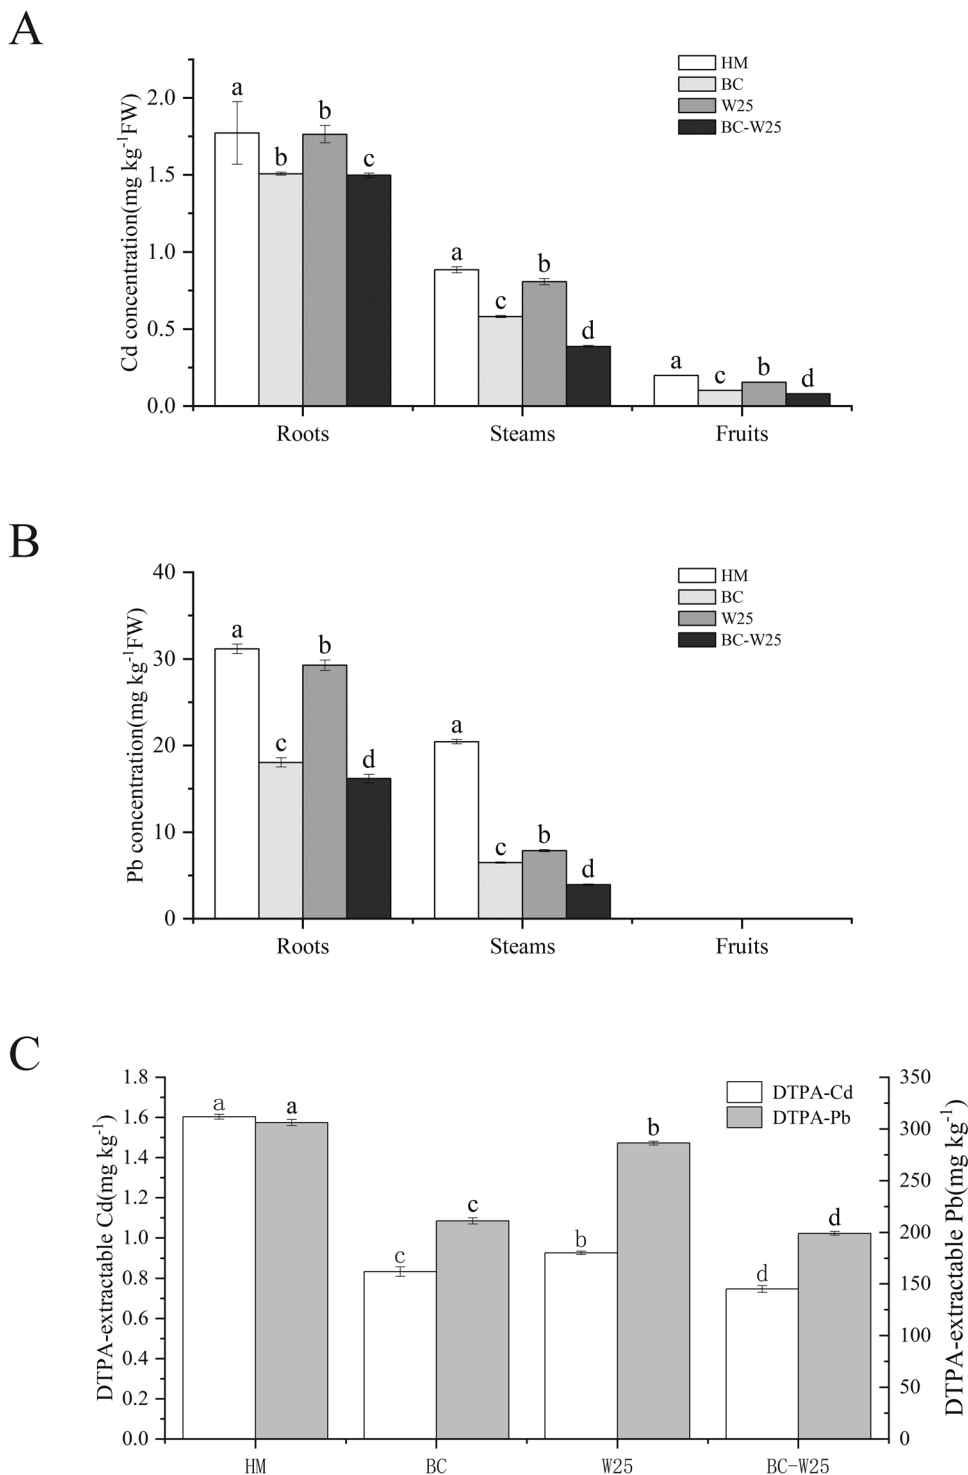 A
HM
BC
W25
BC-W25
Cd concentration(mg kg⁻¹FW)
2.0
1.5
1.0
0.5
0.0
a
b
b
c
a
c
b
d
a
c
b
d
Roots
Steams
Fruits
B
HM
BC
W25
BC-W25
Pb concentration(mg kg⁻¹FW)
40
30
20
10
0
a
c
b
d
a
c
b
d
Roots
Steams
Fruits
C
DTPA-Cd
DTPA-Pb
DTPA-extractable Cd(mg kg⁻¹)
1.8
1.6
1.4
1.2
1.0
0.8
0.6
0.4
0.2
0.0
a
a
c
c
b
b
d
d
350
300
250
200
150
100
50
0
DTPA-extractable Pb(mg kg⁻¹)
HM
BC
W25
BC-W25